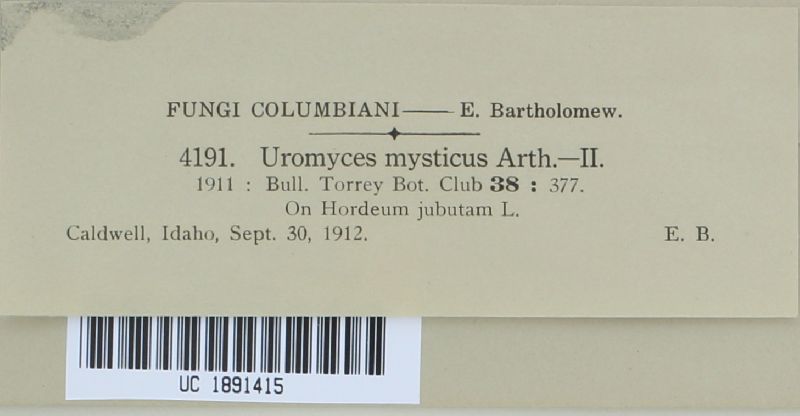 FUNGI COLUMBIANI—— E. Bartholomew.
4191. Uromyces mysticus Arth.—II.
1911 : Bull. Torrey Bot. Club 38 : 377.
On Hordeum jubutam L.
Caldwell, Idaho, Sept. 30, 1912. E. B.
UC 1891415